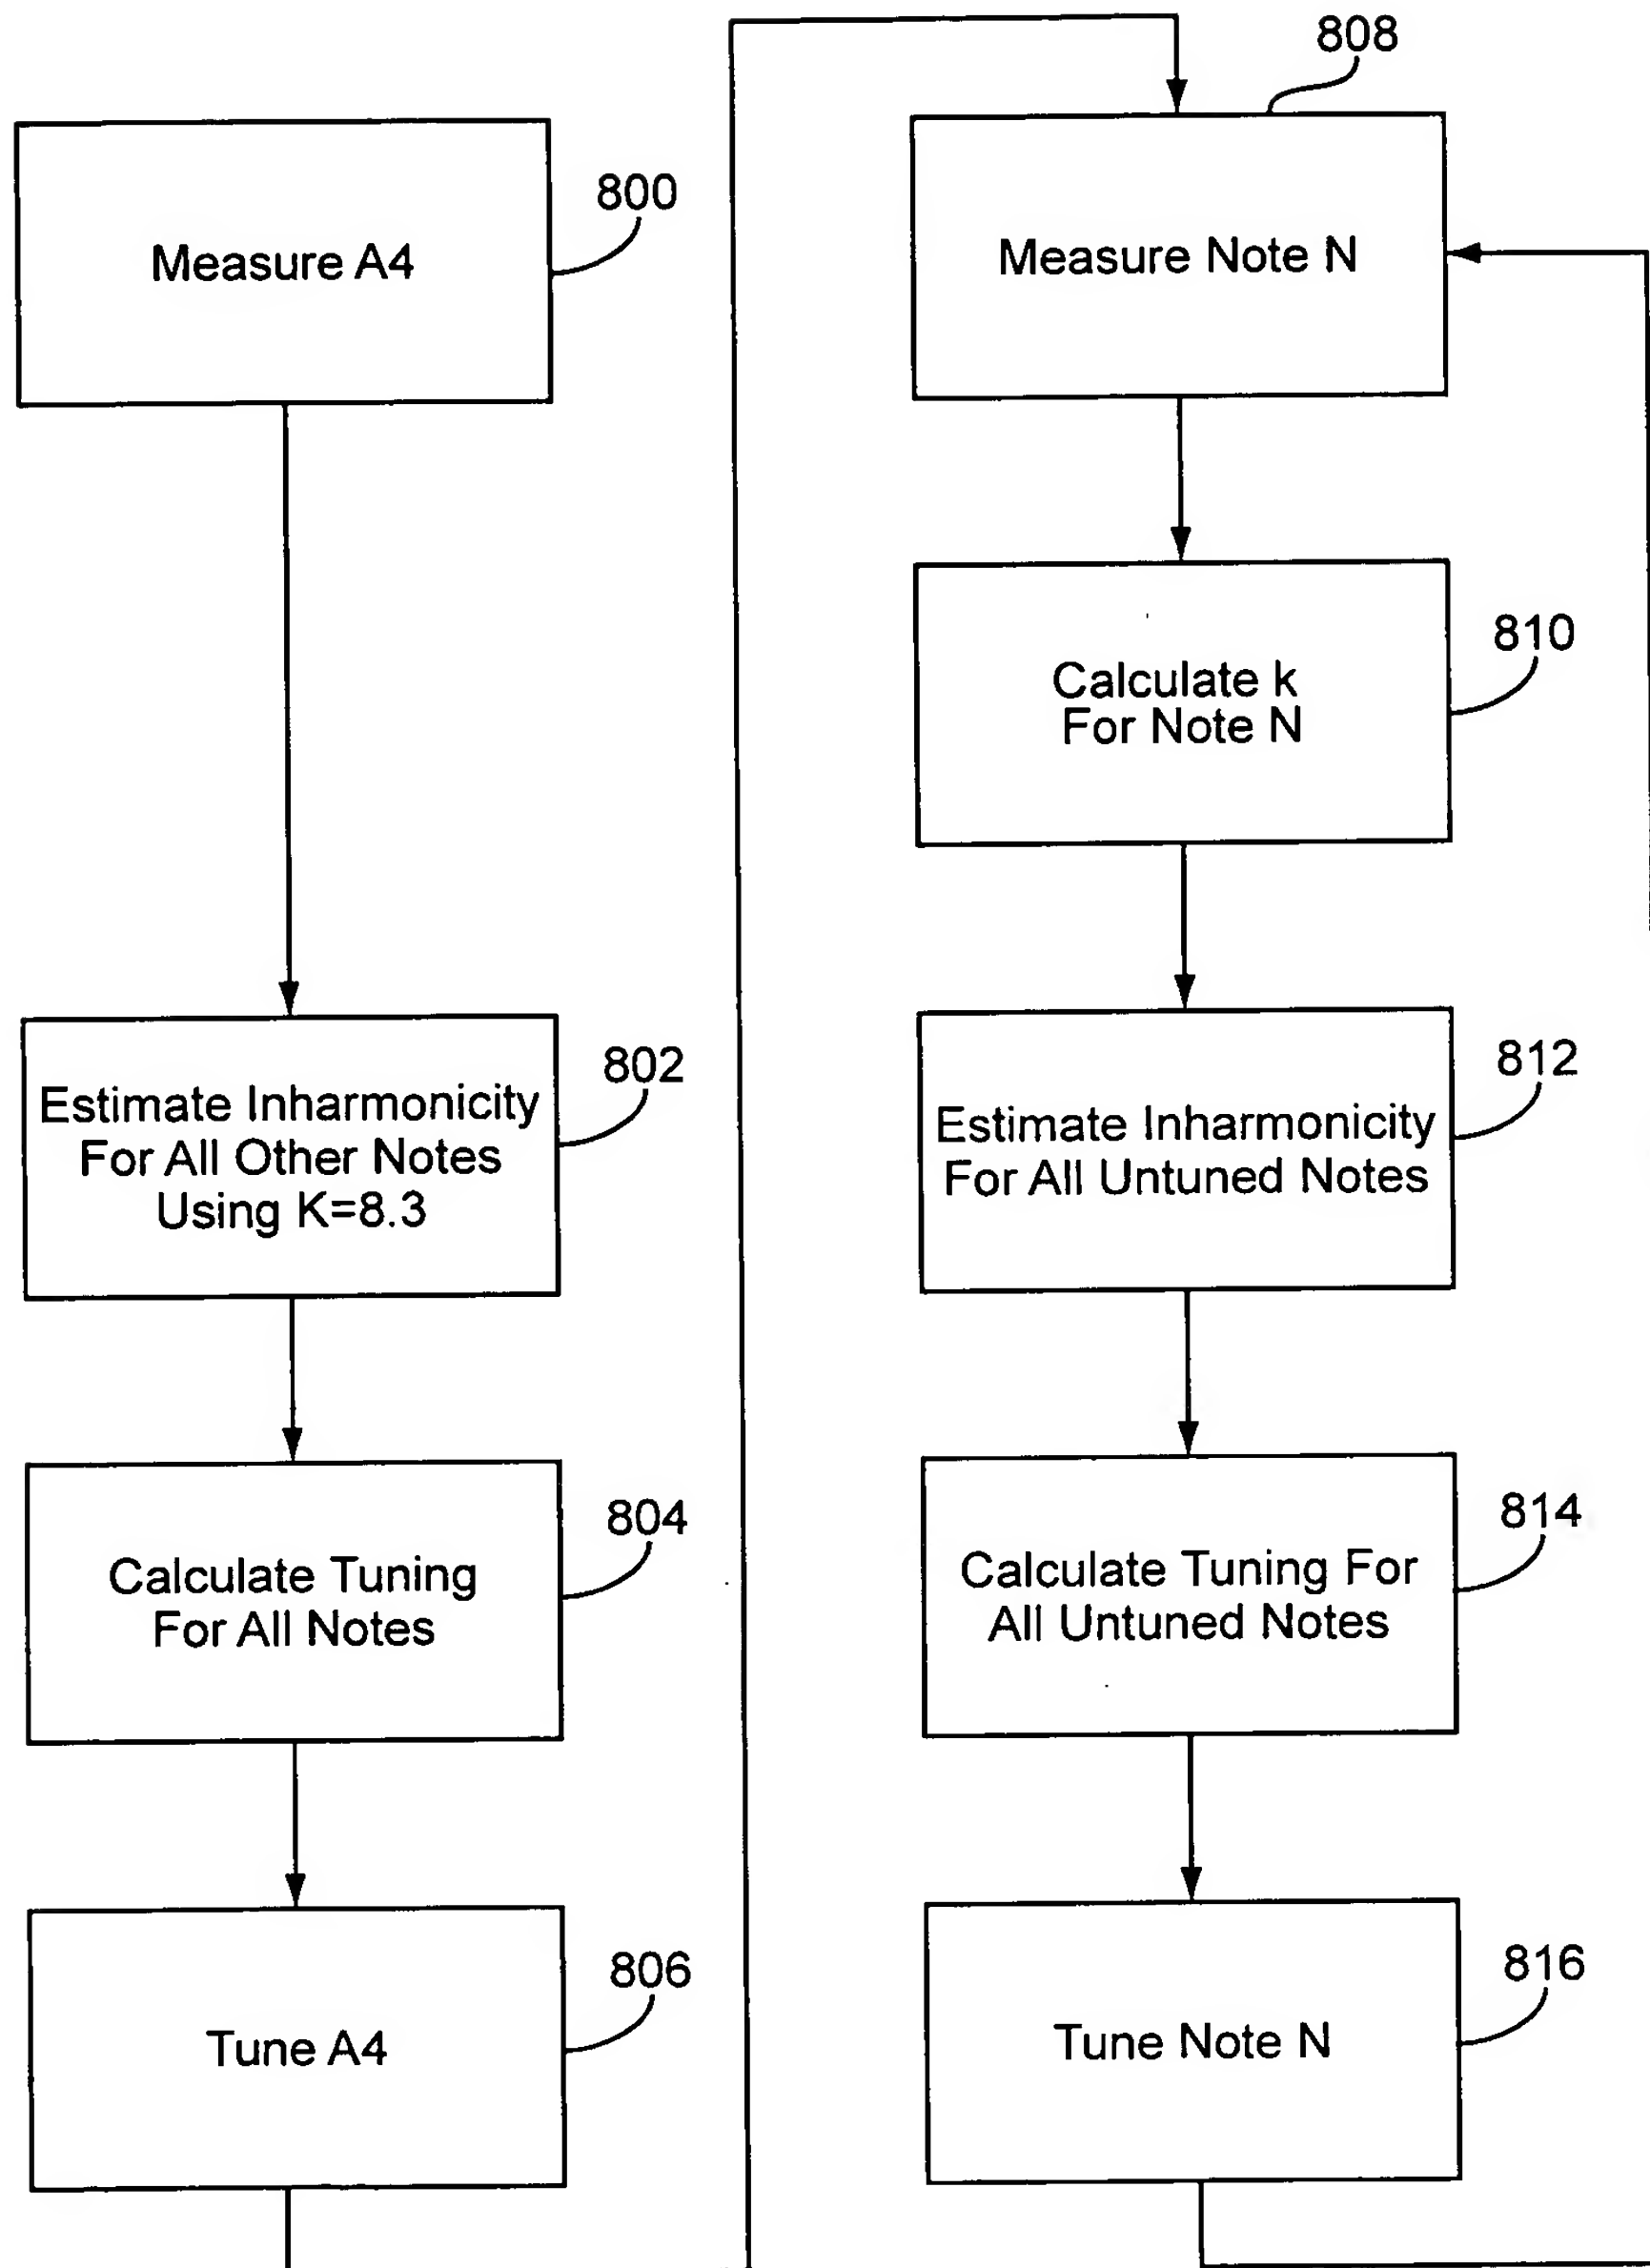 800
Measure A4
802
Estimate Inharmonicity
For All Other Notes
Using K=8.3
804
Calculate Tuning
For All Notes
806
Tune A4
808
Measure Note N
810
Calculate k
For Note N
812
Estimate Inharmonicity
For All Untuned Notes
814
Calculate Tuning For
All Untuned Notes
816
Tune Note N